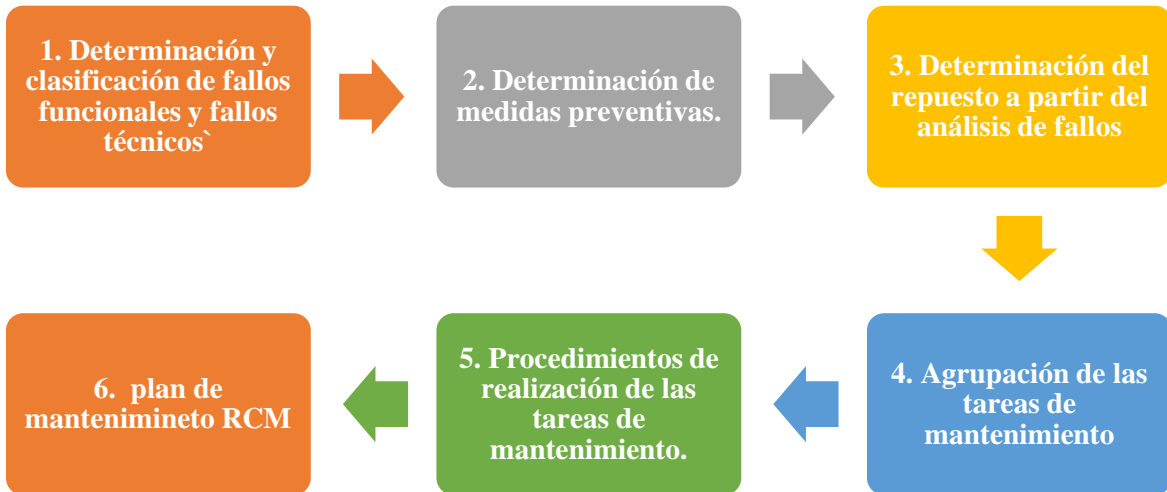 1. Determinación y
clasificación de fallos
funcionales y fallos
técnicos`
2. Determinación de
medidas preventivas.
3. Determinación del
repuesto a partir del
análisis de fallos
4. Agrupación de las
tareas de
mantenimiento
5. Procedimientos de
realización de las
tareas de
mantenimiento.
6. plan de
mantenimineto RCM